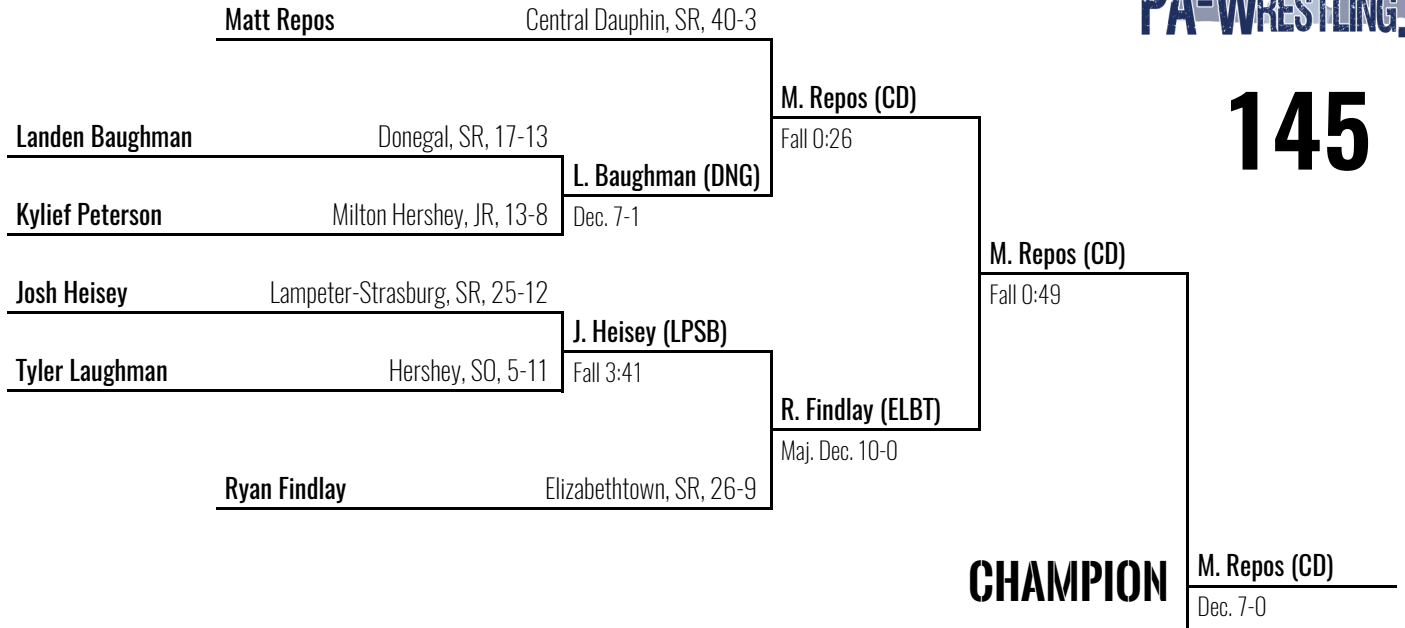 Matt Repos Central Dauphin, SR, 40-3
PA-WRESTLING.
M. Repos (CD)
145
Landen Baughman Donegal, SR, 17-13
Fall 0:26
L. Baughman (DNG)
Kylief Peterson Milton Hershey, JR, 13-8
Dec. 7-1
M. Repos (CD)
Josh Heisey Lampeter-Strasburg, SR, 25-12
Fall 0:49
J. Heisey (LPSB)
Tyler Laughman Hershey, SO, 5-11
Fall 3:41
R. Findlay (ELBT)
Maj. Dec. 10-0
Ryan Findlay Elizabethtown, SR, 26-9
CHAMPION
M. Repos (CD)
Dec. 7-0